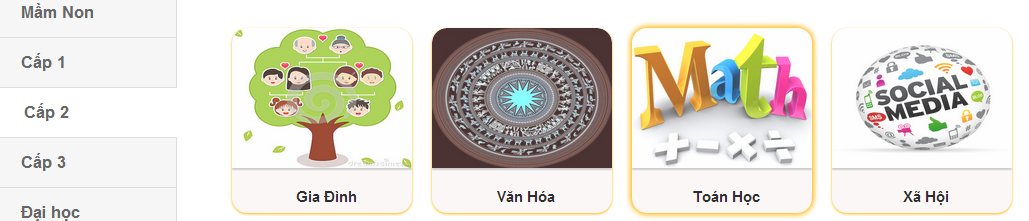 Mầm Non
Cấp 1
Cấp 2
Cấp 3
Đại học
Math
SOCIAL
MEDIA
SMS
Gia Đình
Văn Hóa
Toán Học
Xã Hội